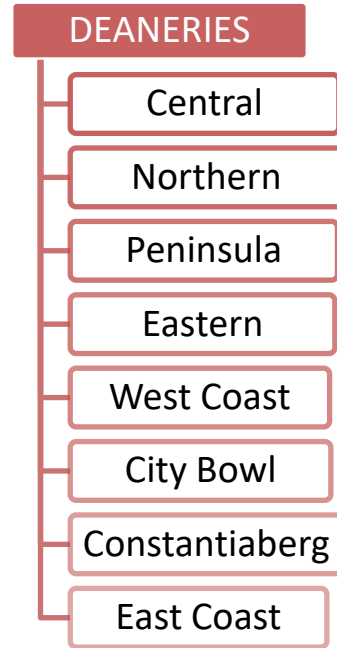 DEANERIES
Central
Northern
Peninsula
Eastern
West Coast
City Bowl
Constantiaberg
East Coast